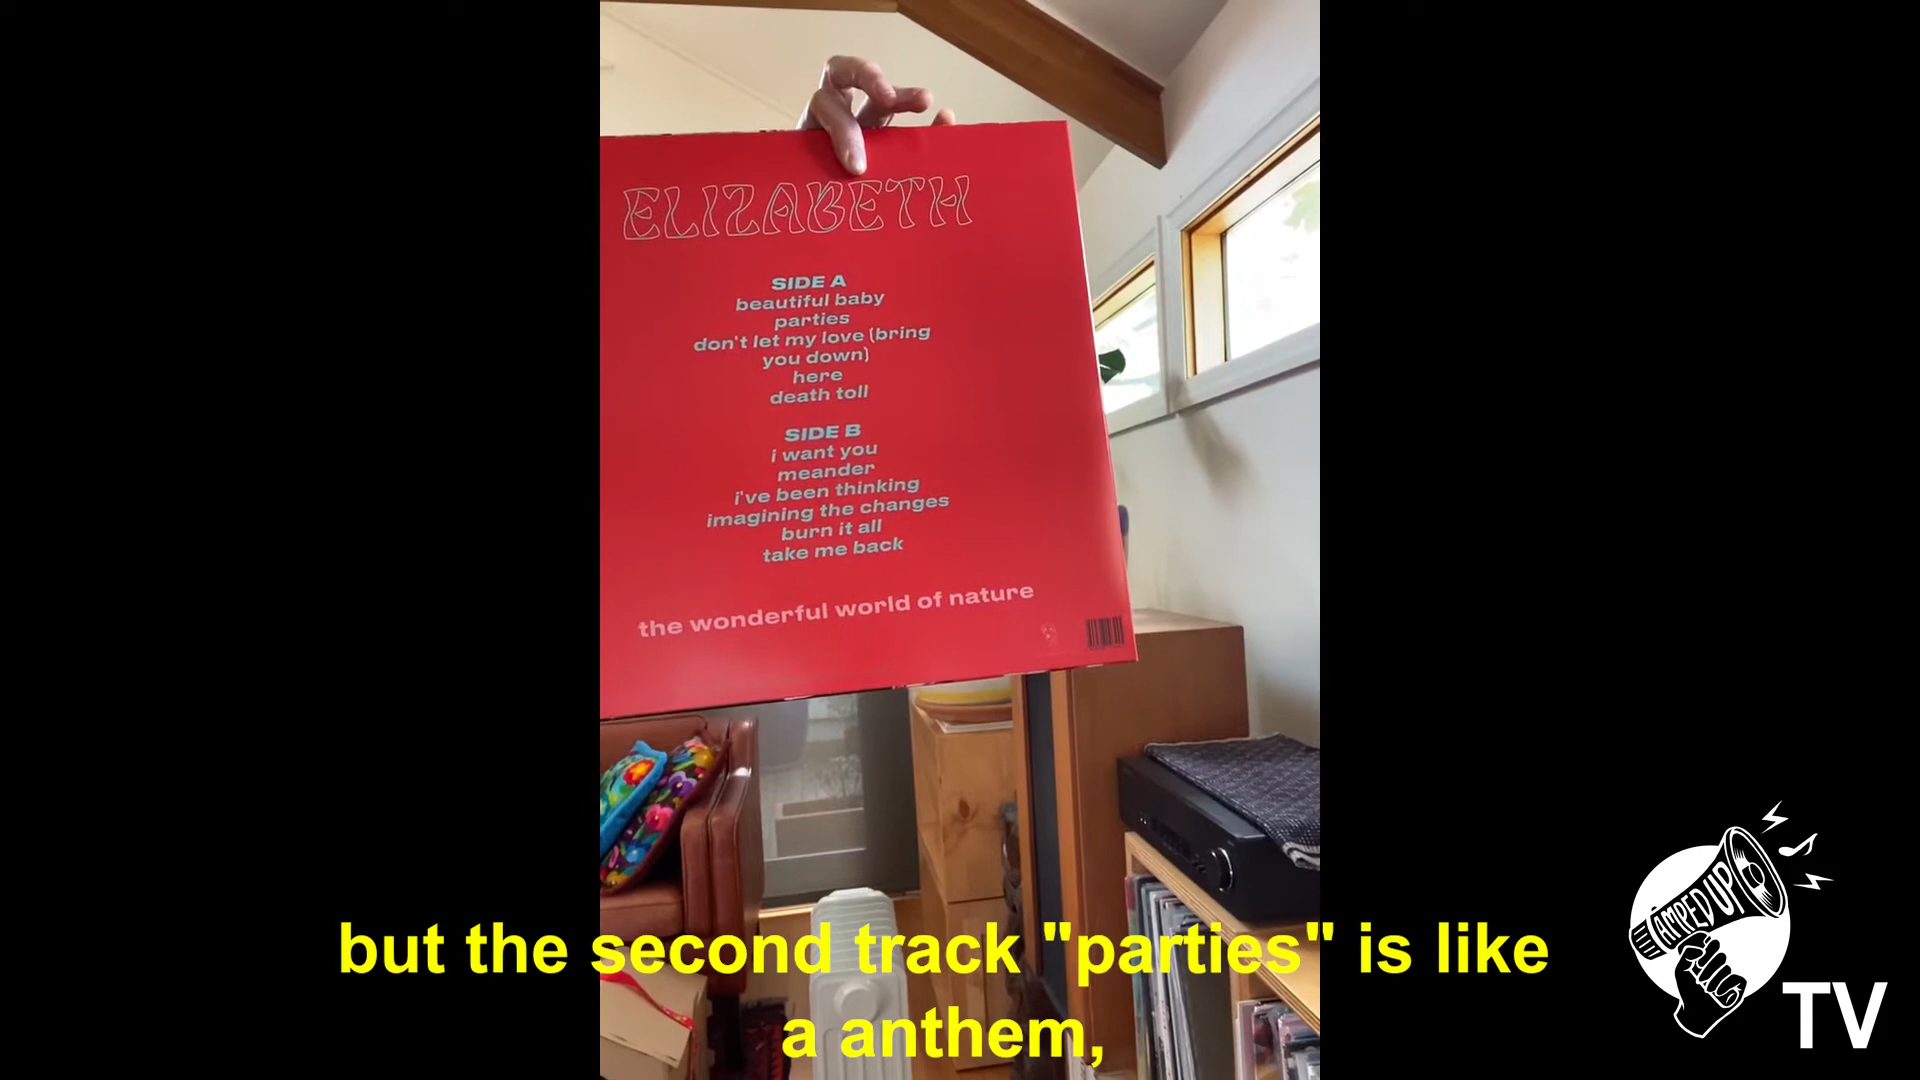 ELIZABETH
SIDE A
beautiful baby
parties
don't let my love (bring
you down)
here
death toll
SIDE B
i want you
meander
i've been thinking
imagining the changes
burn it all
take me back
the wonderful world of nature
but the second track "parties" is like
a anthem,
AMPED UP
TV